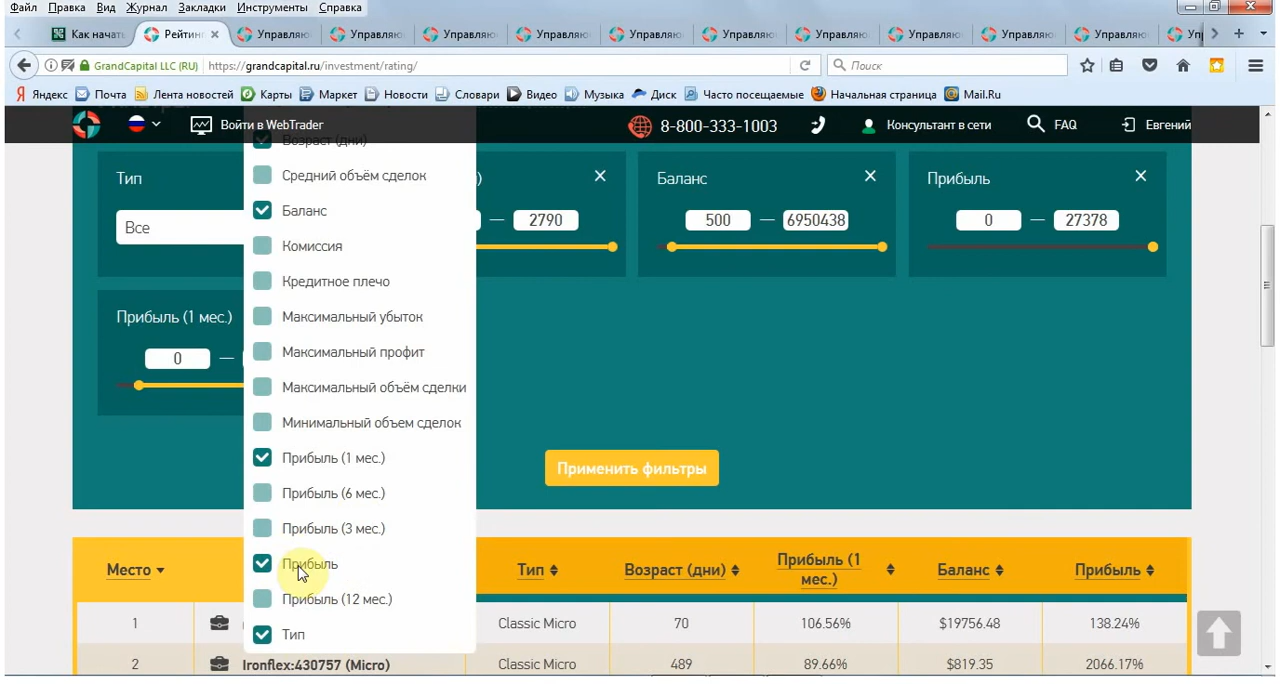 Файл Правка Вид Журнал Закладки Инструменты Справка
Как начать Рейтин Управляю Управляю Управляю Управляю Управляю Управляю Управляю Управляю Управляю Управляю Уп
GrandCapital LLC (RU) https://grandcapital.ru/investment/rating/ Поиск
Яндекс Почта Лента новостей Карты Маркет Новости Словари Видео Музыка Диск Часто посещаемые Начальная страница Mail.Ru
Войти в WebTrader 8-800-333-1003 Консультант в сети FAQ Евгений
Возраст (дни)
Средний объём сделок
Баланс
Комиссия
Кредитное плечо
Максимальный убыток
Максимальный профит
Максимальный объём сделки
Минимальный объем сделок
Прибыль (1 мес.)
Прибыль (6 мес.)
Прибыль (3 мес.)
Прибыль
Прибыль (12 мес.)
Тип
Тип
Все
2790
Баланс
500 — 6950438
Прибыль
0 — 27378
Прибыль (1 мес.)
0 —
Применить фильтры
Место Тип Возраст (дни) Прибыль (1 мес.) Баланс Прибыль
1 Classic Micro 70 106.56% $19756.48 138.24%
2 Ironflex:430757 (Micro) Classic Micro 489 89.66% $819.35 2066.17%